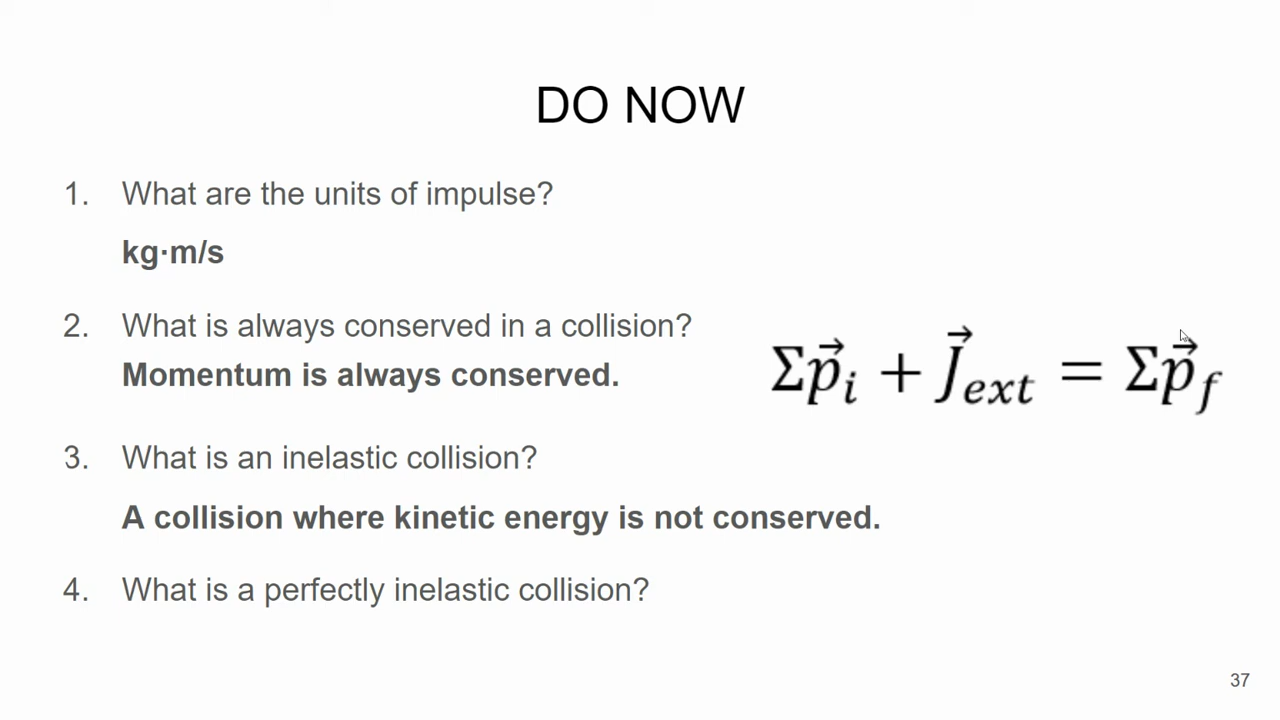 DO NOW
1. What are the units of impulse?
kg·m/s
2. What is always conserved in a collision?
Momentum is always conserved.
Σp⃗ᵢ + J⃗ₑₓₜ = Σp⃗_f
3. What is an inelastic collision?
A collision where kinetic energy is not conserved.
4. What is a perfectly inelastic collision?
37